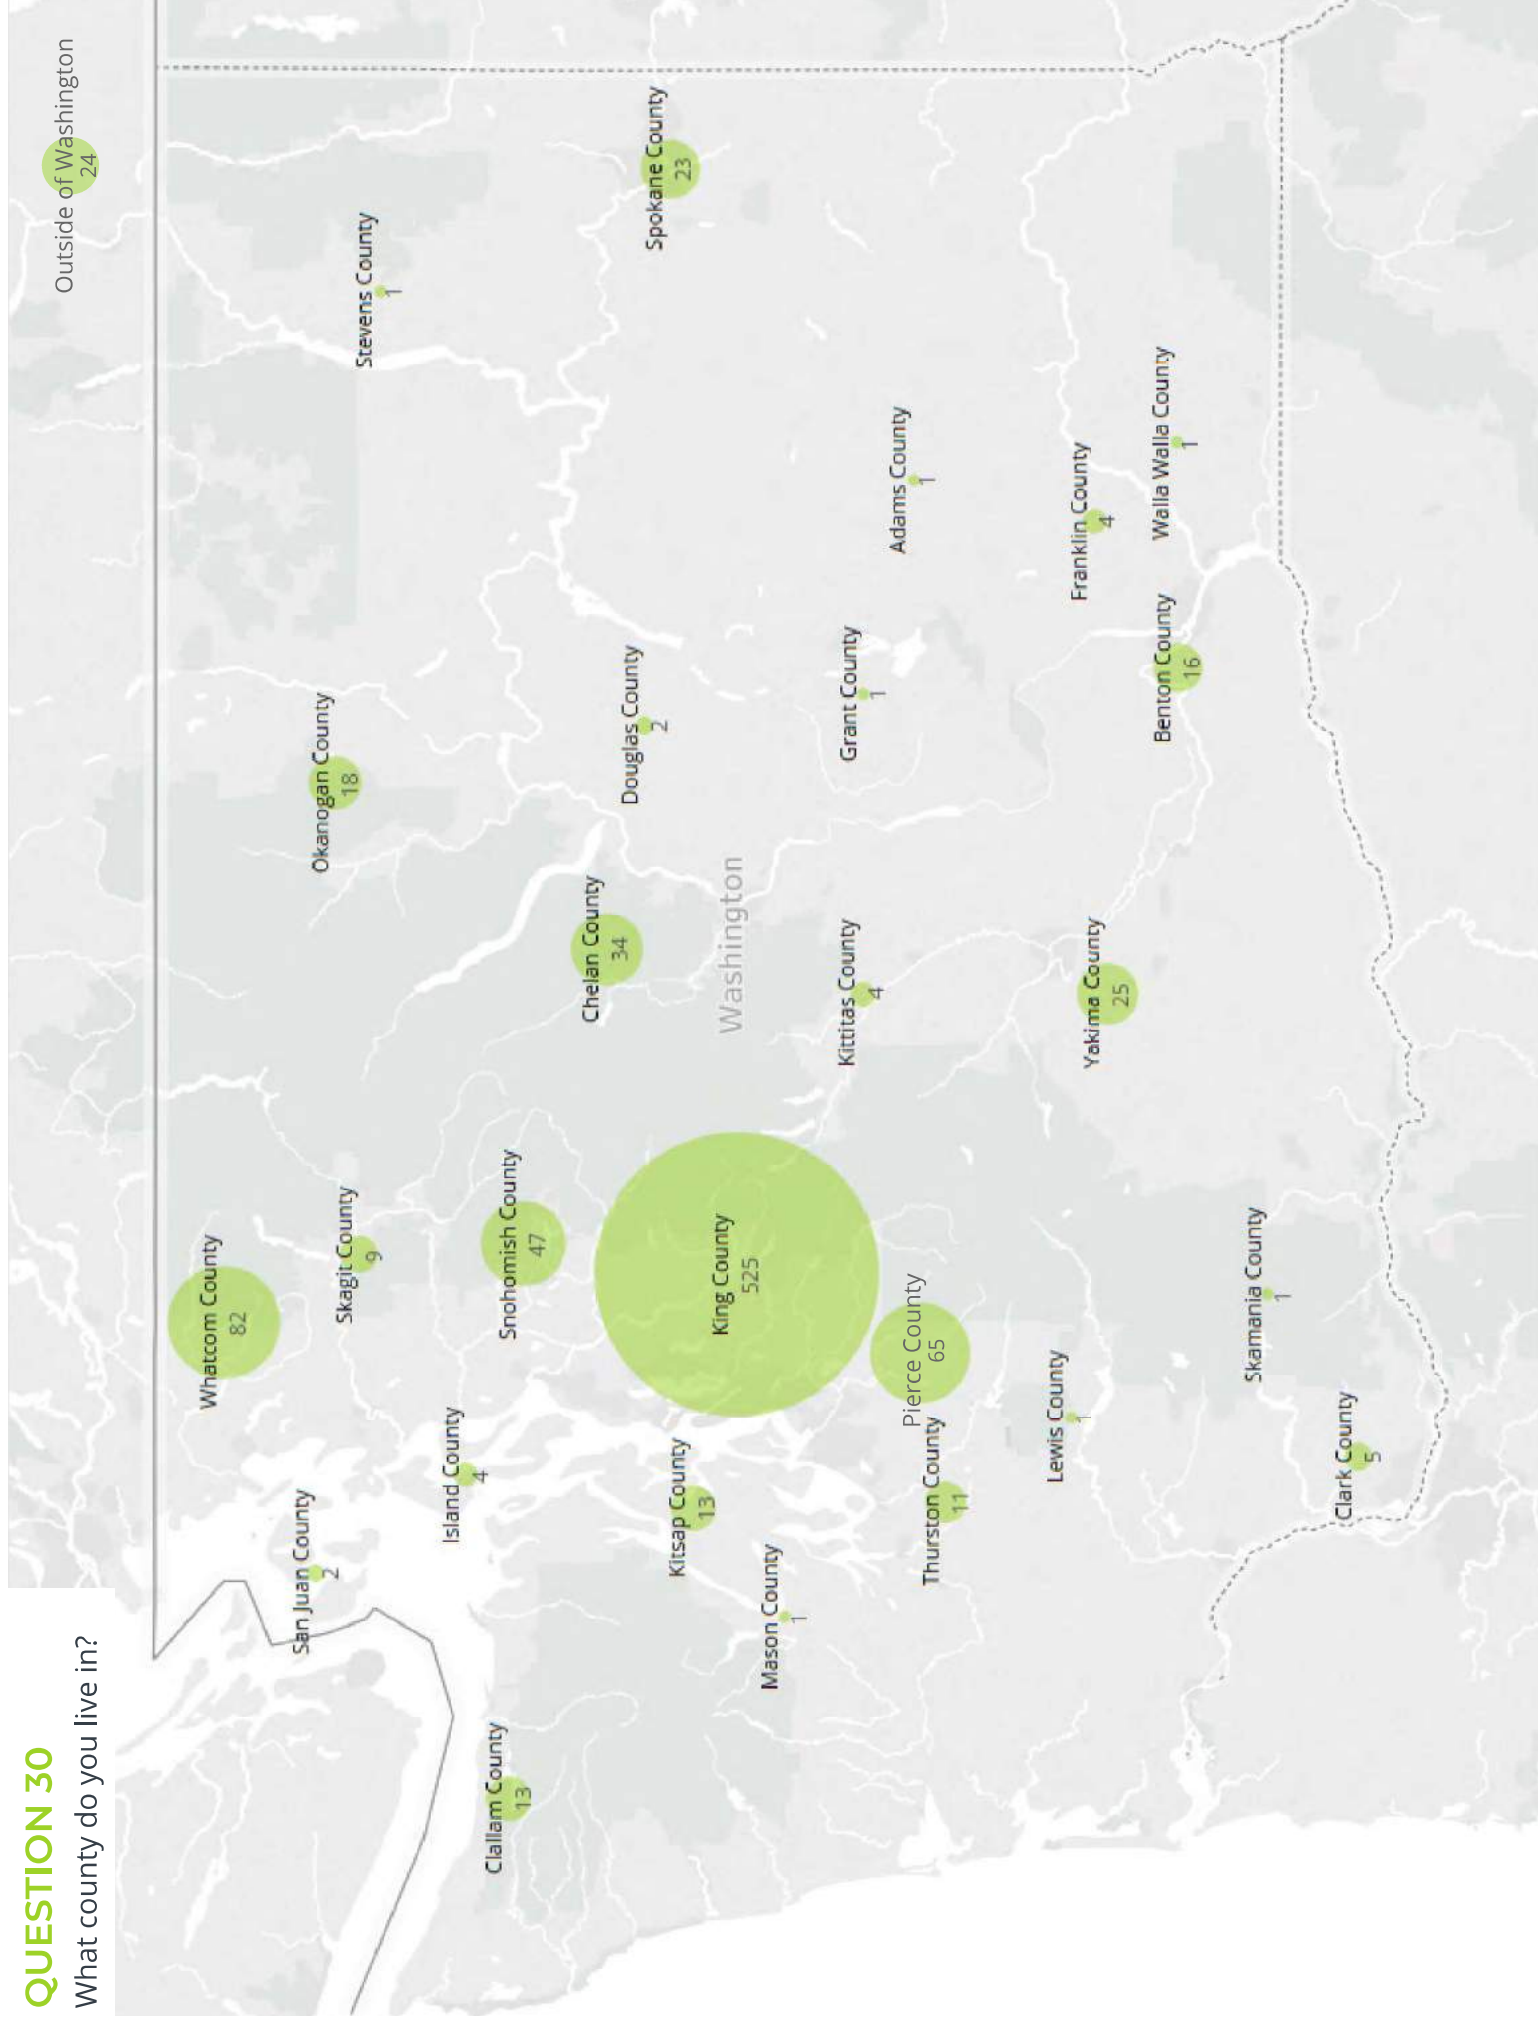 QUESTION 30
What county do you live in?
Outside of Washington
24
Whatcom County
82
San Juan County
2
Okanogan County
18
Skagit County
9
Stevens County
1
Island County
4
Clallam County
13
Snohomish County
47
Chelan County
34
Douglas County
2
Spokane County
23
Kitsap County
13
King County
525
Washington
Mason County
1
Kittitas County
4
Grant County
1
Adams County
1
Pierce County
65
Thurston County
11
Lewis County
1
Yakima County
25
Franklin County
4
Benton County
16
Walla Walla County
1
Skamania County
1
Clark County
5